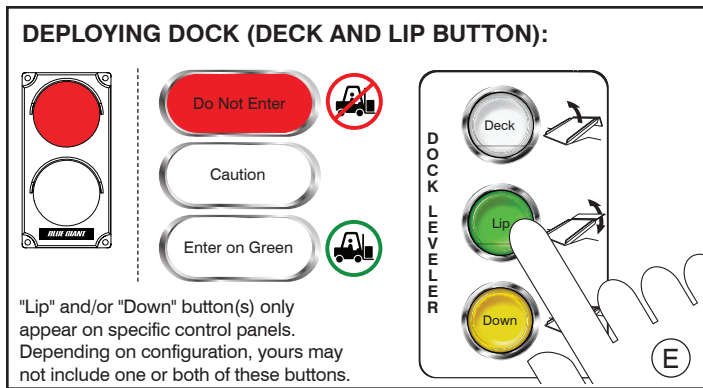 DEPLOYING DOCK (DECK AND LIP BUTTON):
BLUE GIANT
Do Not Enter
Caution
Enter on Green
"Lip" and/or "Down" button(s) only
appear on specific control panels.
Depending on configuration, yours may
not include one or both of these buttons.
DOCK LEVELER
Deck
Lip
Down
E